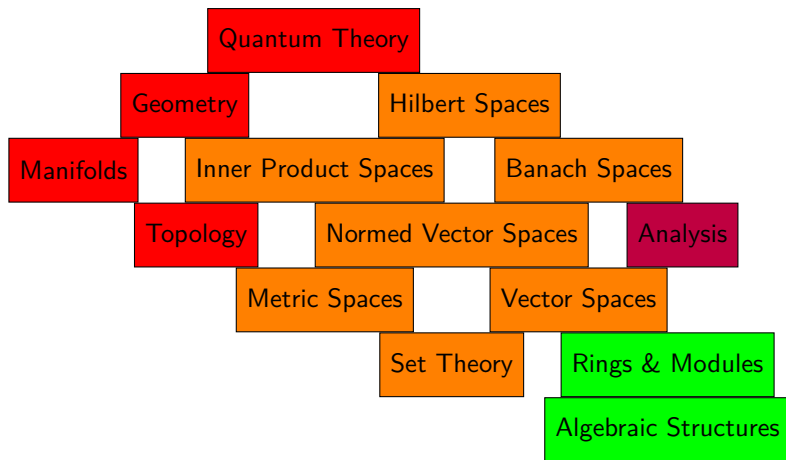 Quantum Theory
Geometry
Hilbert Spaces
Manifolds
Inner Product Spaces
Banach Spaces
Topology
Normed Vector Spaces
Analysis
Metric Spaces
Vector Spaces
Set Theory
Rings & Modules
Algebraic Structures